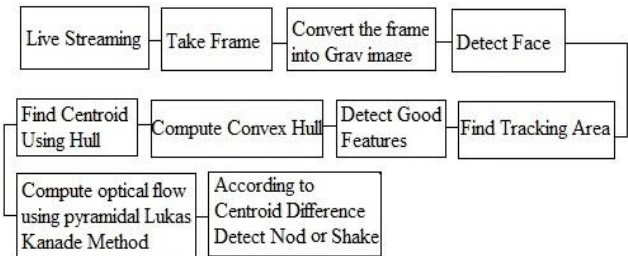 Live Streaming
Take Frame
Convert the frame
into Gray image
Detect Face
Find Tracking Area
Detect Good
Features
Compute Convex Hull
Find Centroid
Using Hull
Compute optical flow
using pyramidal Lukas
Kanade Method
According to
Centroid Difference
Detect Nod or Shake